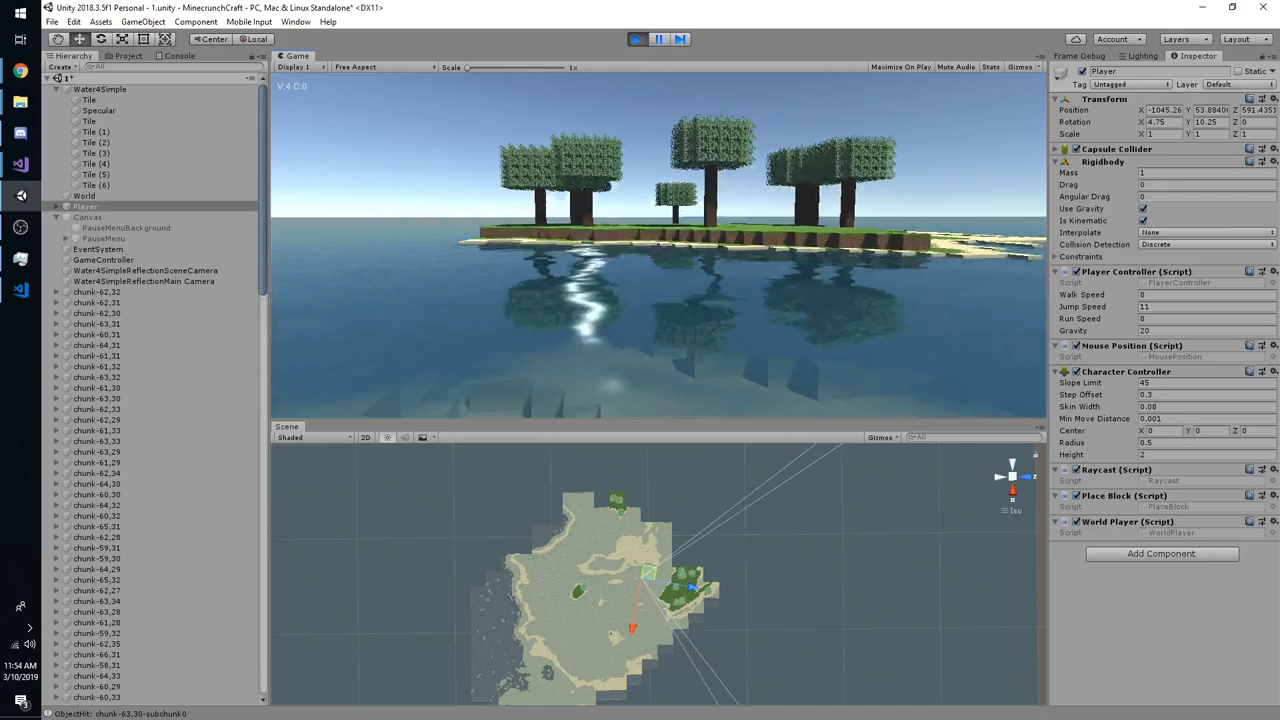 Unity 2018.3.5f1 Personal - 1.unity - MinecrunchCraft - PC, Mac & Linux Standalone* <DX11>
File Edit Assets GameObject Component Mobile Input Window Help
Center Local Account Layers Layout
Hierarchy Project Console
Create All
1*
Water4Simple
Tile
Specular
Tile
Tile (1)
Tile (2)
Tile (3)
Tile (4)
Tile (5)
Tile (6)
World
Player
Canvas
PauseMenuBackground
PauseMenu
EventSystem
GameController
Water4SimpleReflectionSceneCamera
Water4SimpleReflectionMain Camera
chunk-62,32
chunk-62,31
chunk-62,30
chunk-63,31
chunk-60,31
chunk-64,31
chunk-61,31
chunk-61,32
chunk-63,32
chunk-61,30
chunk-63,30
chunk-62,33
chunk-62,29
chunk-61,33
chunk-63,33
chunk-63,29
chunk-61,29
chunk-62,34
chunk-64,30
chunk-60,30
chunk-64,32
chunk-60,32
chunk-65,31
chunk-62,28
chunk-59,31
chunk-59,30
chunk-64,29
chunk-65,32
chunk-62,27
chunk-63,34
chunk-63,28
chunk-61,28
chunk-59,32
chunk-62,35
chunk-66,31
chunk-58,31
chunk-64,33
chunk-60,29
chunk-60,33
Game
Display 1 Free Aspect Scale 1x Maximize On Play Mute Audio Stats Gizmos
V:4 C:0
Scene
Shaded 2D Gizmos All
z
x
Iso
Frame Debug Lighting Inspector
Player Static
Tag Untagged Layer Default
Transform
Position X -1045.26 Y 53.8840 Z 591.4351
Rotation X 4.75 Y 10.25 Z 0
Scale X 1 Y 1 Z 1
Capsule Collider
Rigidbody
Mass 1
Drag 0
Angular Drag 0
Use Gravity
Is Kinematic
Interpolate None
Collision Detection Discrete
Constraints
Player Controller (Script)
Script PlayerController
Walk Speed 8
Jump Speed 11
Run Speed 8
Gravity 20
Mouse Position (Script)
Script MousePosition
Character Controller
Slope Limit 45
Step Offset 0.3
Skin Width 0.08
Min Move Distance 0.001
Center X 0 Y 0 Z 0
Radius 0.5
Height 2
Raycast (Script)
Script Raycast
Place Block (Script)
Script PlaceBlock
World Player (Script)
Script WorldPlayer
Add Component
11:54 AM
3/10/2019
3
ObjectHit: chunk-63,30-subchunk0